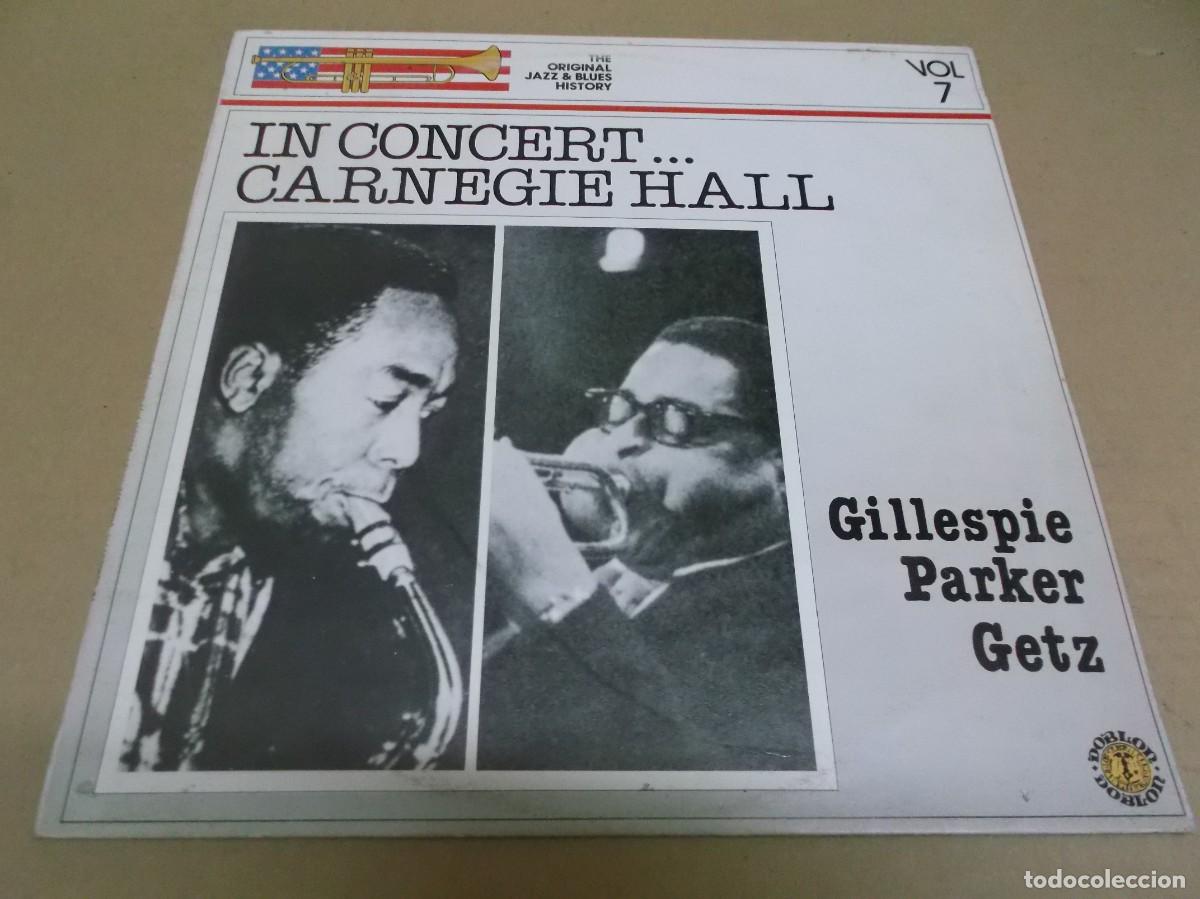 THE
ORIGINAL
JAZZ & BLUES
HISTORY
VOL
7
IN CONCERT...
CARNEGIE HALL
Gillespie
Parker
Getz
DOBLON
DOBLON
todocoleccion